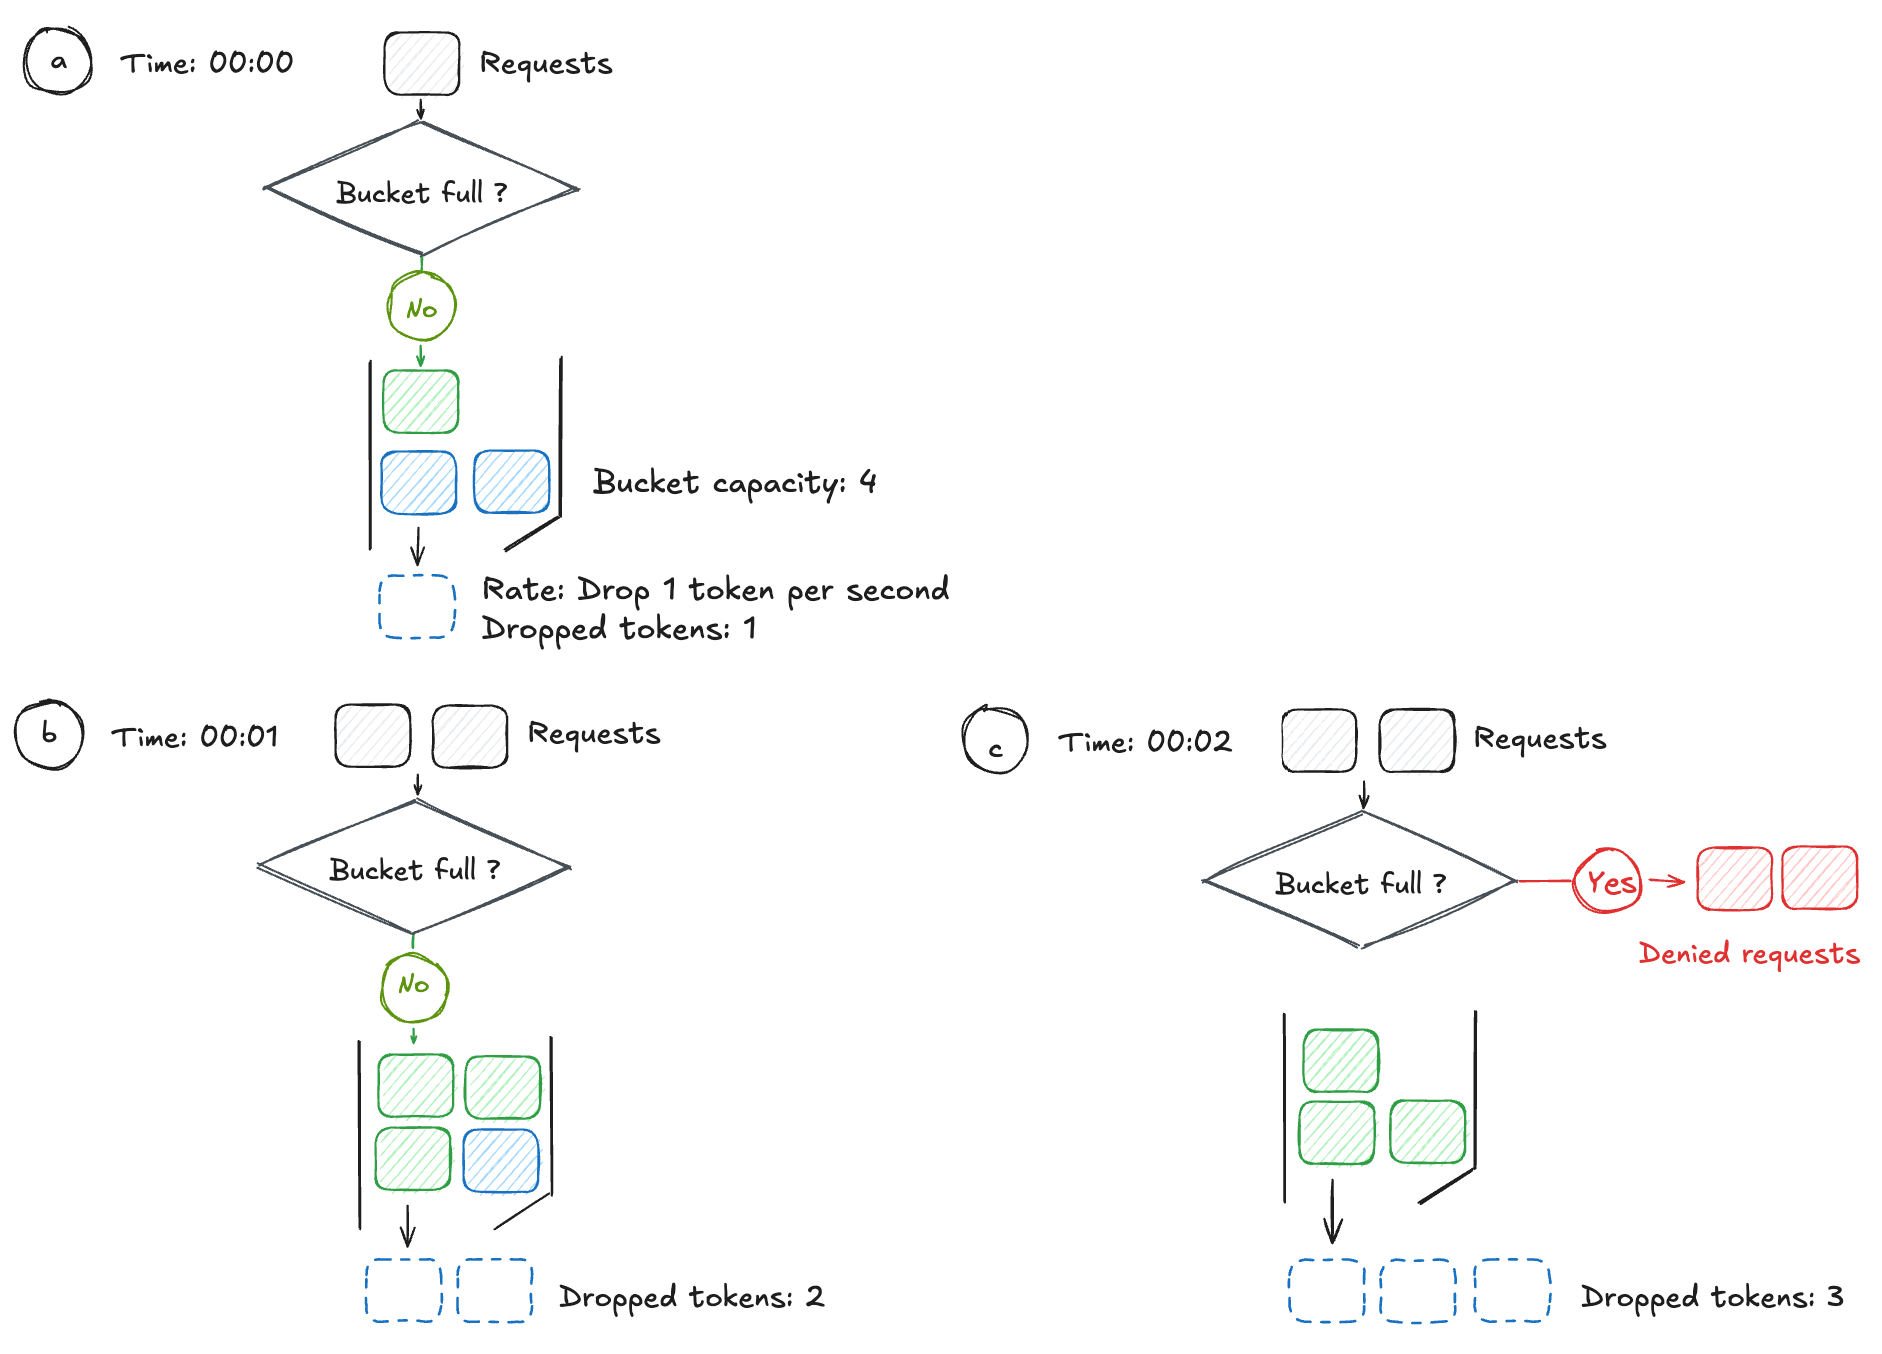 a
Time: 00:00
Requests
Bucket full ?
No
Bucket capacity: 4
Rate: Drop 1 token per second
Dropped tokens: 1
b
Time: 00:01
Requests
Bucket full ?
No
Dropped tokens: 2
c
Time: 00:02
Requests
Bucket full ?
Yes
Denied requests
Dropped tokens: 3